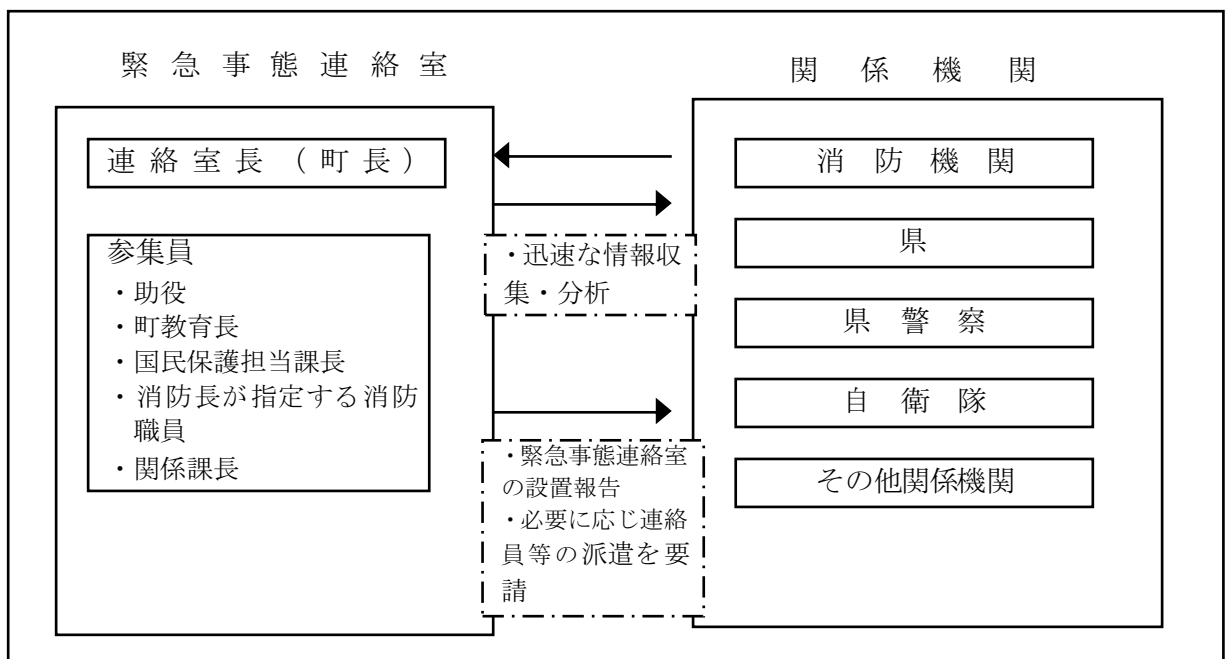 緊急事態連絡室
連絡室長(町長)
参集員
・助役
・町教育長
・国民保護担当課長
・消防長が指定する消防
職員
・関係課長
・迅速な情報収
集・分析
・緊急事態連絡室
の設置報告
・必要に応じ連絡
員等の派遣を要
請
関係機関
消防機関
県
県警察
自衛隊
その他関係機関